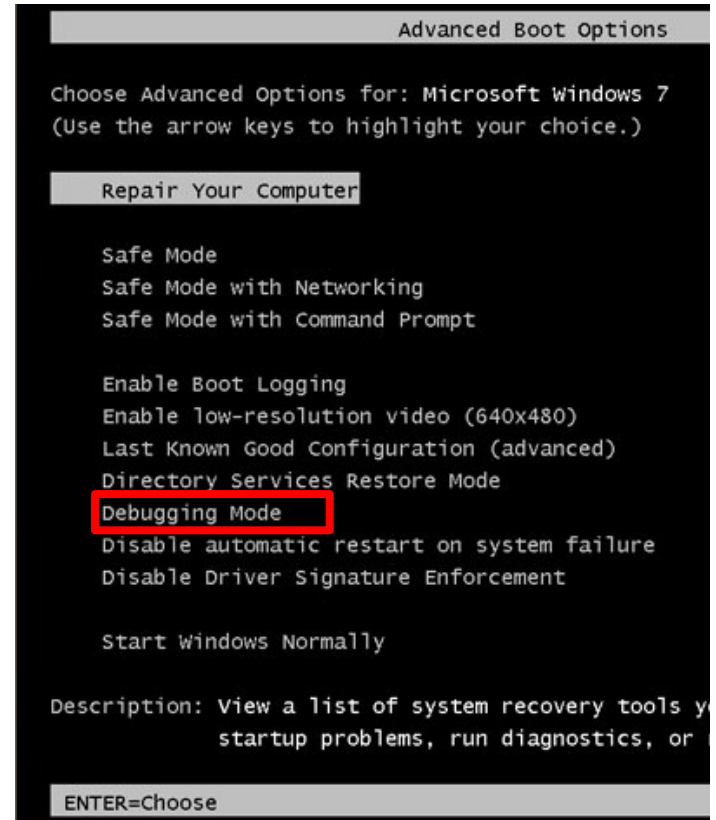 Advanced Boot Options
Choose Advanced Options for: Microsoft Windows 7
(Use the arrow keys to highlight your choice.)
Repair Your Computer
Safe Mode
Safe Mode with Networking
Safe Mode with Command Prompt
Enable Boot Logging
Enable low-resolution video (640x480)
Last Known Good Configuration (advanced)
Directory Services Restore Mode
Debugging Mode
Disable automatic restart on system failure
Disable Driver Signature Enforcement
Start Windows Normally
Description: View a list of system recovery tools
startup problems, run diagnostics, or
ENTER=Choose